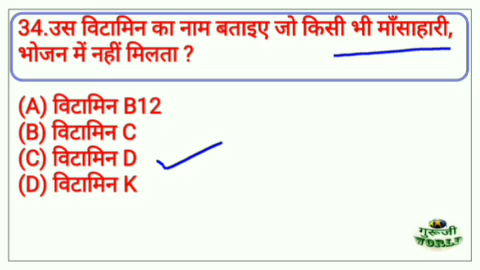 34.उस विटामिन का नाम बताइए जो किसी भी माँसाहारी,
भोजन में नहीं मिलता ?
(A) विटामिन B12
(B) विटामिन C
(C) विटामिन D
(D) विटामिन K
गुरूजी
WORLD